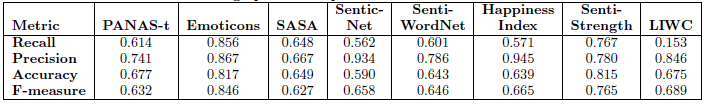 Metric PANAS-t Emoticons SASA Sentic-Net Senti-WordNet Happiness Index Senti-Strength LIWC
Recall 0.614 0.856 0.648 0.562 0.601 0.571 0.767 0.153
Precision 0.741 0.867 0.667 0.934 0.786 0.945 0.780 0.846
Accuracy 0.677 0.817 0.649 0.590 0.643 0.639 0.815 0.675
F-measure 0.632 0.846 0.627 0.658 0.646 0.665 0.765 0.689